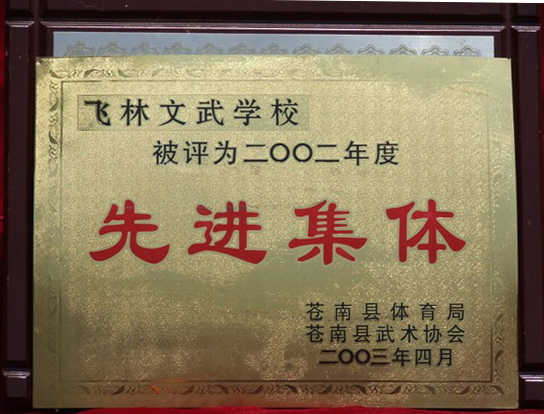 飞林文武学校
被评为二〇〇二年度
先进集体
苍南县体育局
苍南县武术协会
二〇〇三年四月